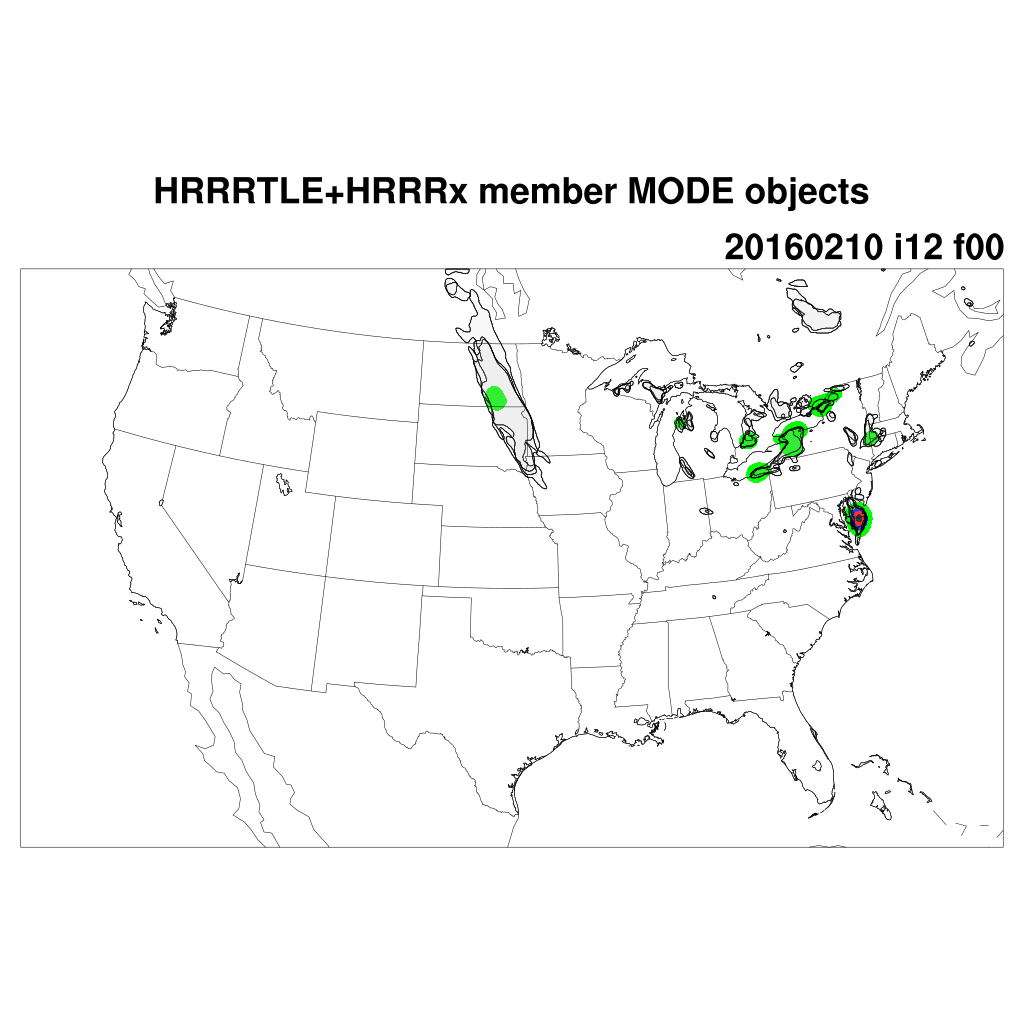 HRRRTLE+HRRRx member MODE objects
20160210 i12 f00